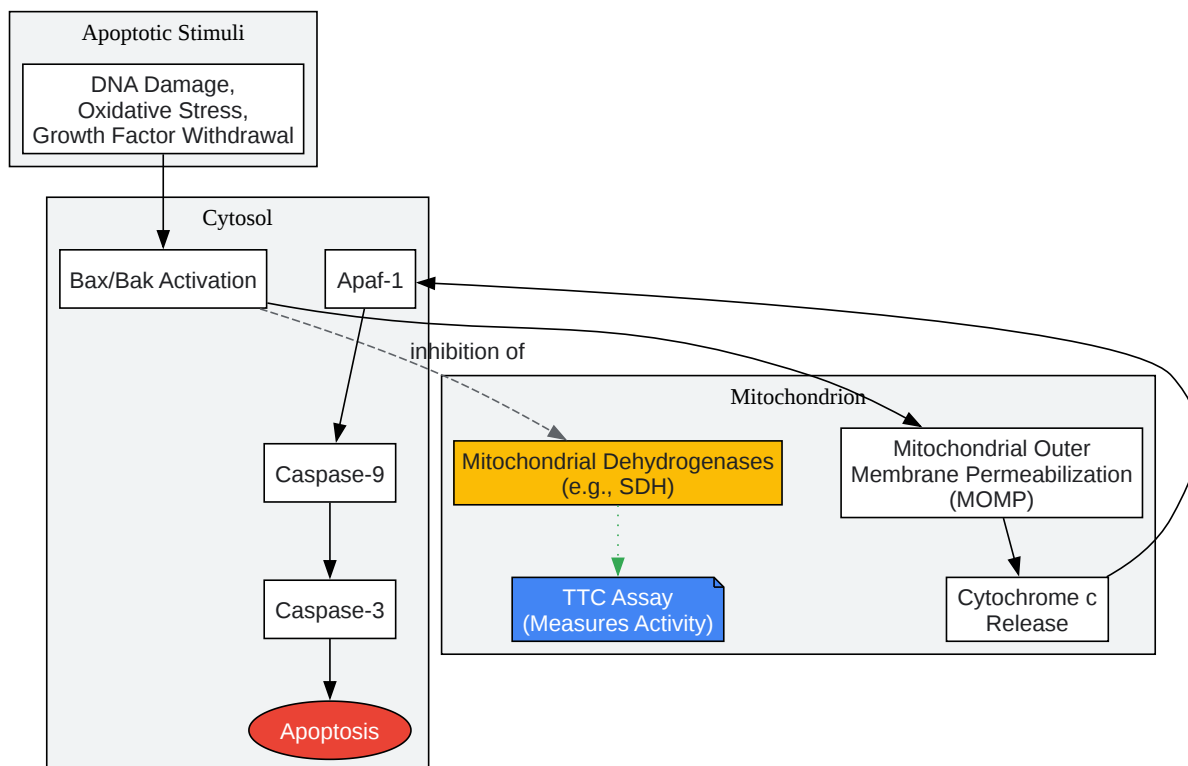 Apoptotic Stimuli
DNA Damage,
Oxidative Stress,
Growth Factor Withdrawal
Cytosol
Bax/Bak Activation
Apaf-1
inhibition of
Mitochondrion
Mitochondrial Dehydrogenases
(e.g., SDH)
Mitochondrial Outer
Membrane Permeabilization
(MOMP)
Caspase-9
TTC Assay
(Measures Activity)
Cytochrome c
Release
Caspase-3
Apoptosis